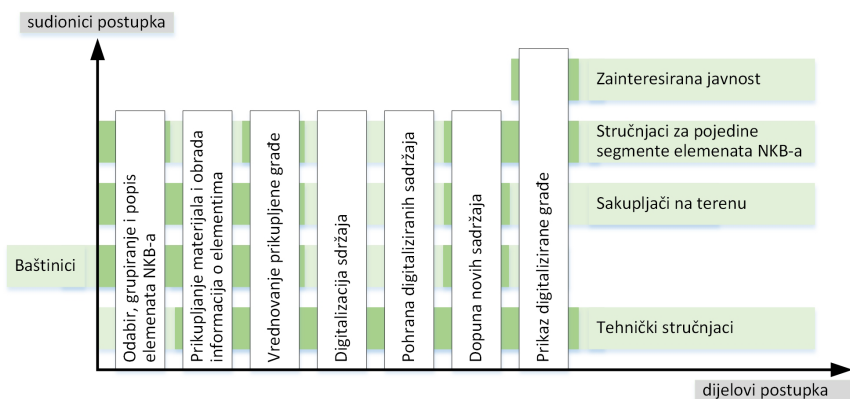 sudionici postupka
Zainteresirana javnost
Stručnjaci za pojedine
segmente elemenata NKB-a
Sakupljači na terenu
Baštinici
Tehnički stručnjaci
Odabir, grupiranje i popis
elemenata NKB-a
Prikupljanje materijala i obrada
informacija o elementima
Vrednovanje prikupljene građe
Digitalizacija sdržaja
Pohrana digitaliziranih sadržaja
Dopuna novih sadržaja
Prikaz digitalizirane građe
dijelovi postupka